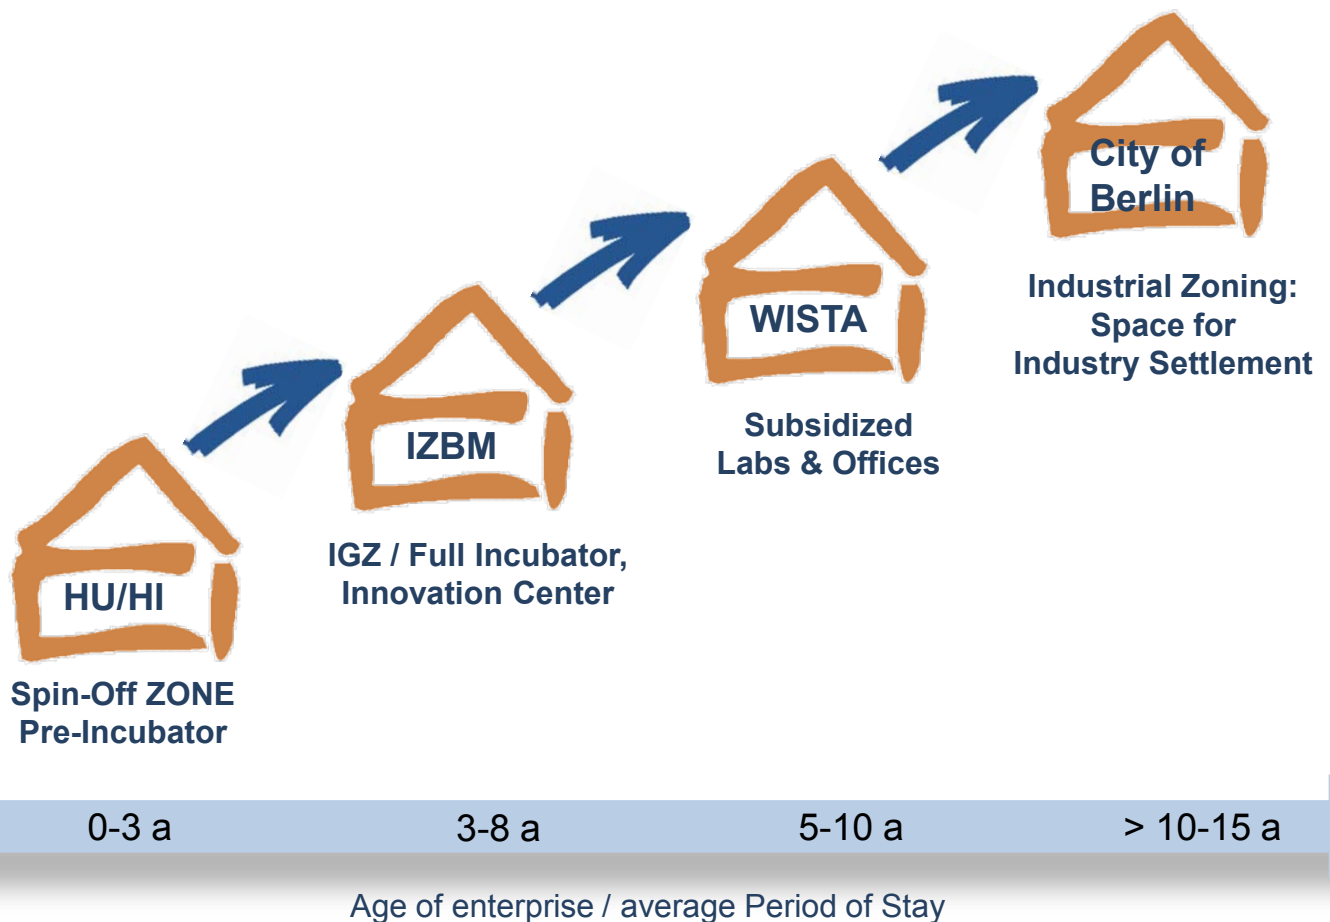 City of
Berlin
Industrial Zoning:
Space for
Industry Settlement
WISTA
Subsidized
Labs & Offices
IZBM
IGZ / Full Incubator,
Innovation Center
HU/HI
Spin-Off ZONE
Pre-Incubator
0-3 a
3-8 a
5-10 a
> 10-15 a
Age of enterprise / average Period of Stay